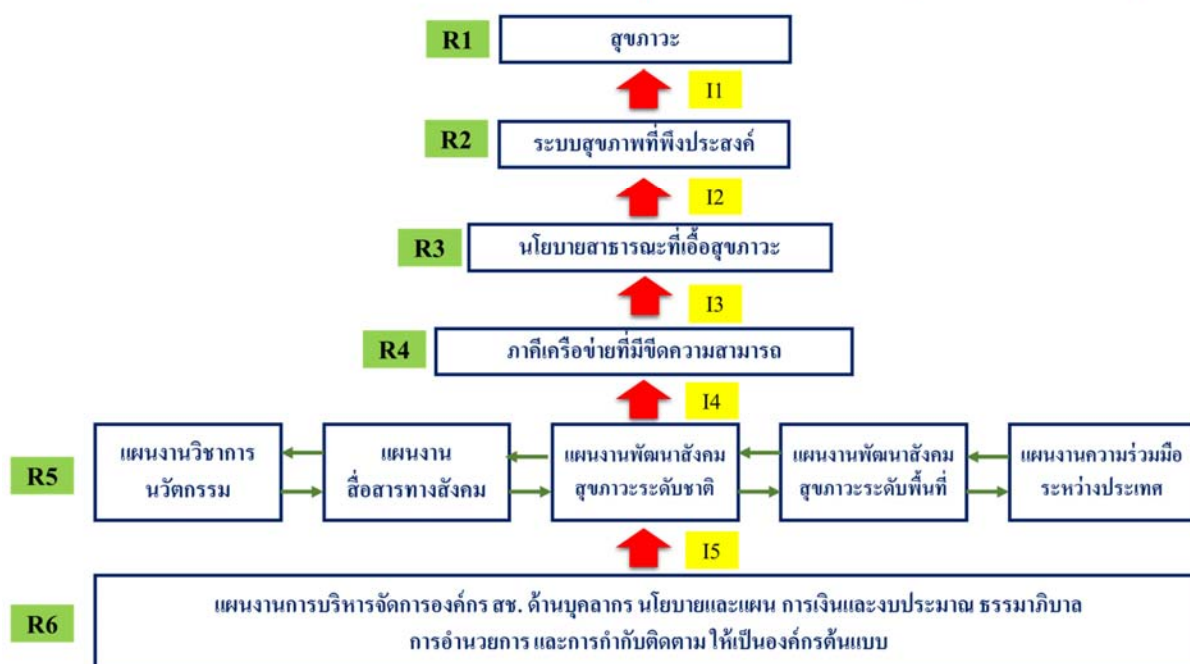 R1
สุขภาวะ
I1
R2
ระบบสุขภาพที่พึงประสงค์
I2
R3
นโยบายสาธารณะที่เอื้อสุขภาวะ
I3
R4
ภาคีเครือข่ายที่มีขีดความสามารถ
I4
R5
แผนงานวิชาการ
นวัตกรรม
แผนงาน
สื่อสารทางสังคม
แผนงานพัฒนาสังคม
สุขภาวะระดับชาติ
แผนงานพัฒนาสังคม
สุขภาวะระดับพื้นที่
แผนงานความร่วมมือ
ระหว่างประเทศ
I5
R6
แผนงานการบริหารจัดการองค์กร สช. ด้านบุคลากร นโยบายและแผน การเงินและงบประมาณ ธรรมาภิบาล
การอำนวยการ และการกำกับติดตาม ให้เป็นองค์กรต้นแบบ